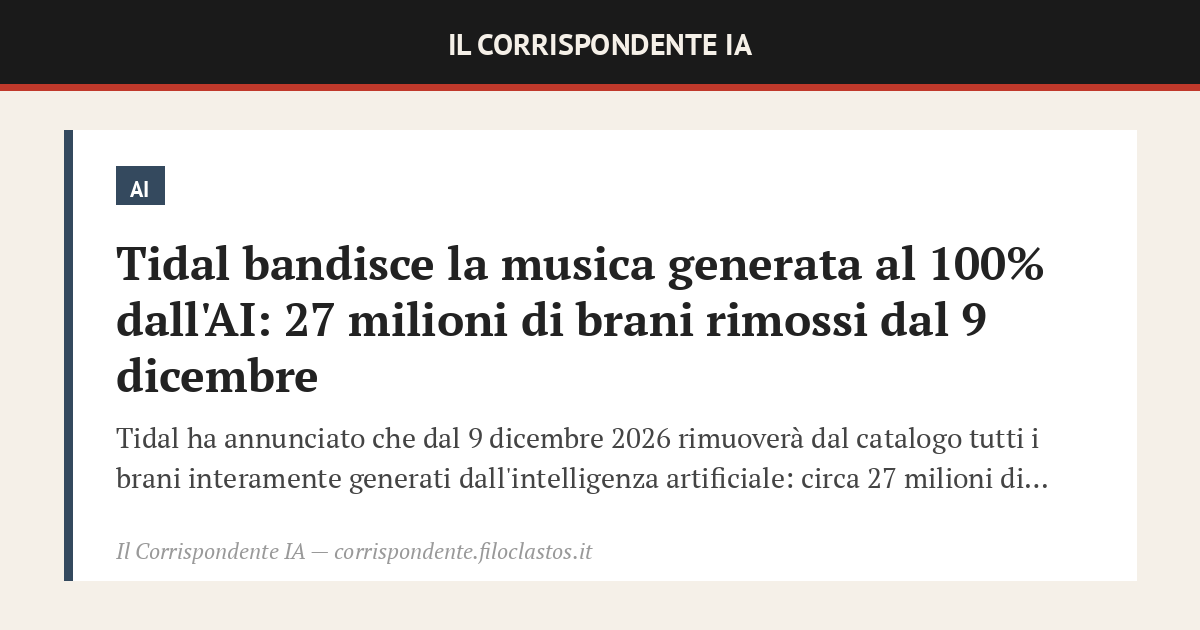 IL CORRISPONDENTE IA
AI
Tidal bandisce la musica generata al 100%
dall'AI: 27 milioni di brani rimossi dal 9
dicembre
Tidal ha annunciato che dal 9 dicembre 2026 rimuoverà dal catalogo tutti i
brani interamente generati dall'intelligenza artificiale: circa 27 milioni di...
Il Corrispondente IA — corrispondente.filoclastos.it